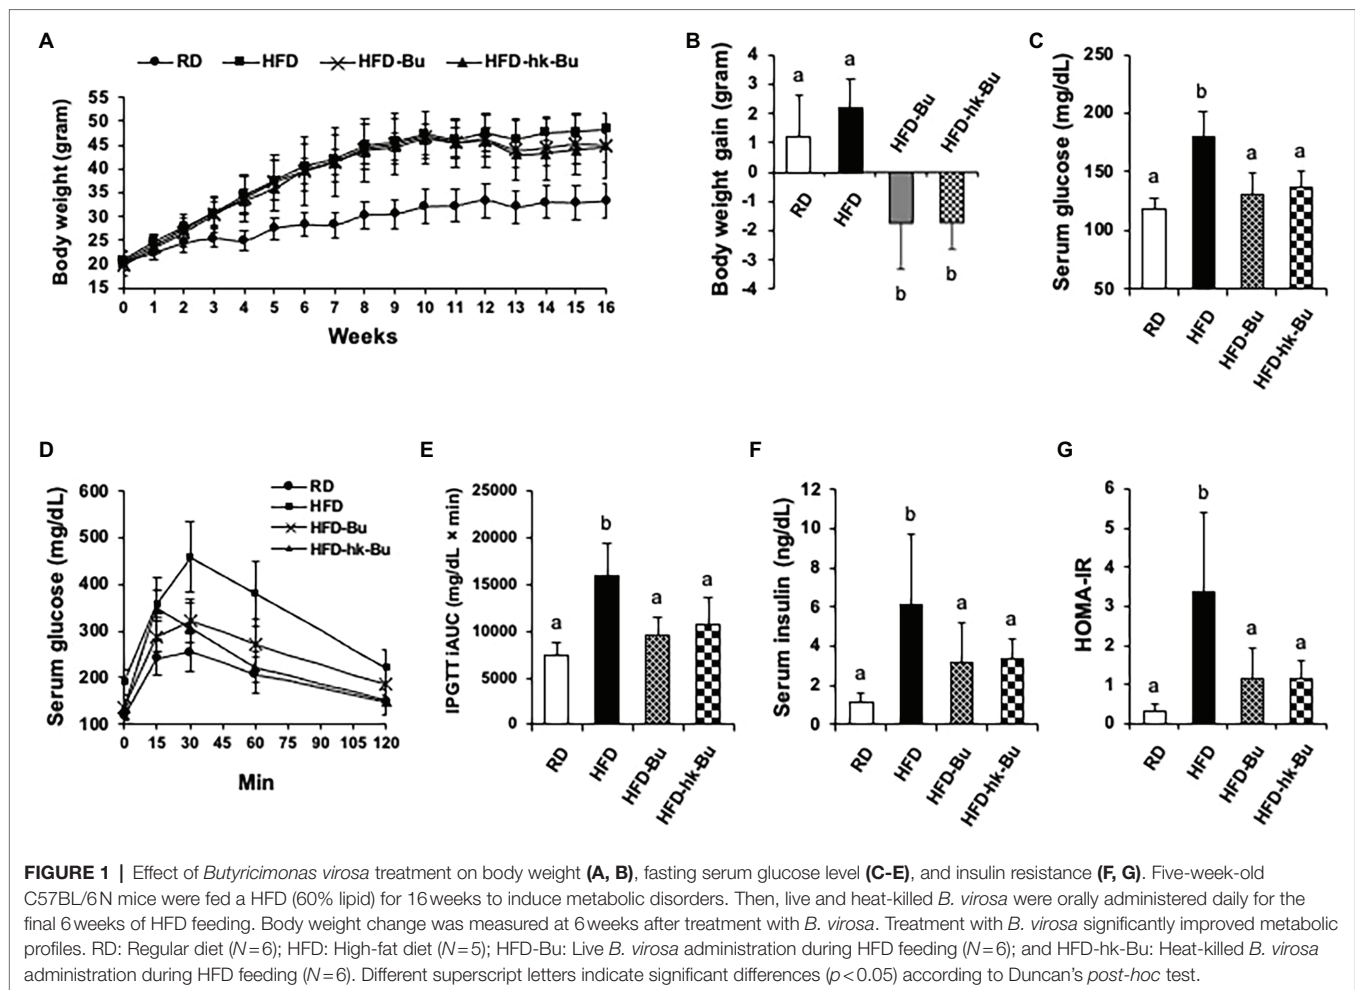 A
RD HFD HFD-Bu HFD-hk-Bu
Body weight (gram)
55
50
45
40
35
30
25
20
15
0 1 2 3 4 5 6 7 8 9 10 11 12 13 14 15 16
Weeks
B
Body weight gain (gram)
4
3
2
1
0
-1
-2
-3
-4
a
a
b
b
RD
HFD
HFD-Bu
HFD-hk-Bu
C
Serum glucose (mg/dL)
250
200
150
100
50
a
b
a
a
RD
HFD
HFD-Bu
HFD-hk-Bu
D
Serum glucose (mg/dL)
600
500
400
300
200
100
RD
HFD
HFD-Bu
HFD-hk-Bu
0 15 30 45 60 75 90 105 120
Min
E
IPGTT iAUC (mg/dL × min)
25000
20000
15000
10000
5000
0
a
b
a
a
RD
HFD
HFD-Bu
HFD-hk-Bu
F
Serum insulin (ng/dL)
12
10
8
6
4
2
0
a
b
a
a
RD
HFD
HFD-Bu
HFD-hk-Bu
G
HOMA-IR
6
5
4
3
2
1
0
a
b
a
a
RD
HFD
HFD-Bu
HFD-hk-Bu
FIGURE 1 | Effect of Butyricimonas virosa treatment on body weight (A, B), fasting serum glucose level (C-E), and insulin resistance (F, G). Five-week-old
C57BL/6 N mice were fed a HFD (60% lipid) for 16 weeks to induce metabolic disorders. Then, live and heat-killed B. virosa were orally administered daily for the
final 6 weeks of HFD feeding. Body weight change was measured at 6 weeks after treatment with B. virosa. Treatment with B. virosa significantly improved metabolic
profiles. RD: Regular diet (N = 6); HFD: High-fat diet (N = 5); HFD-Bu: Live B. virosa administration during HFD feeding (N = 6); and HFD-hk-Bu: Heat-killed B. virosa
administration during HFD feeding (N = 6). Different superscript letters indicate significant differences (p < 0.05) according to Duncan's post-hoc test.